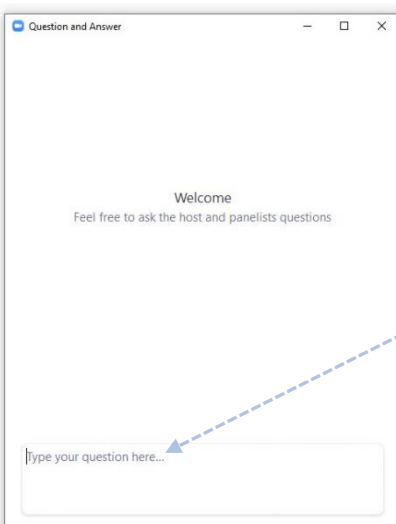 Question and Answer
Welcome
Feel free to ask the host and panelists questions
Type your question here...